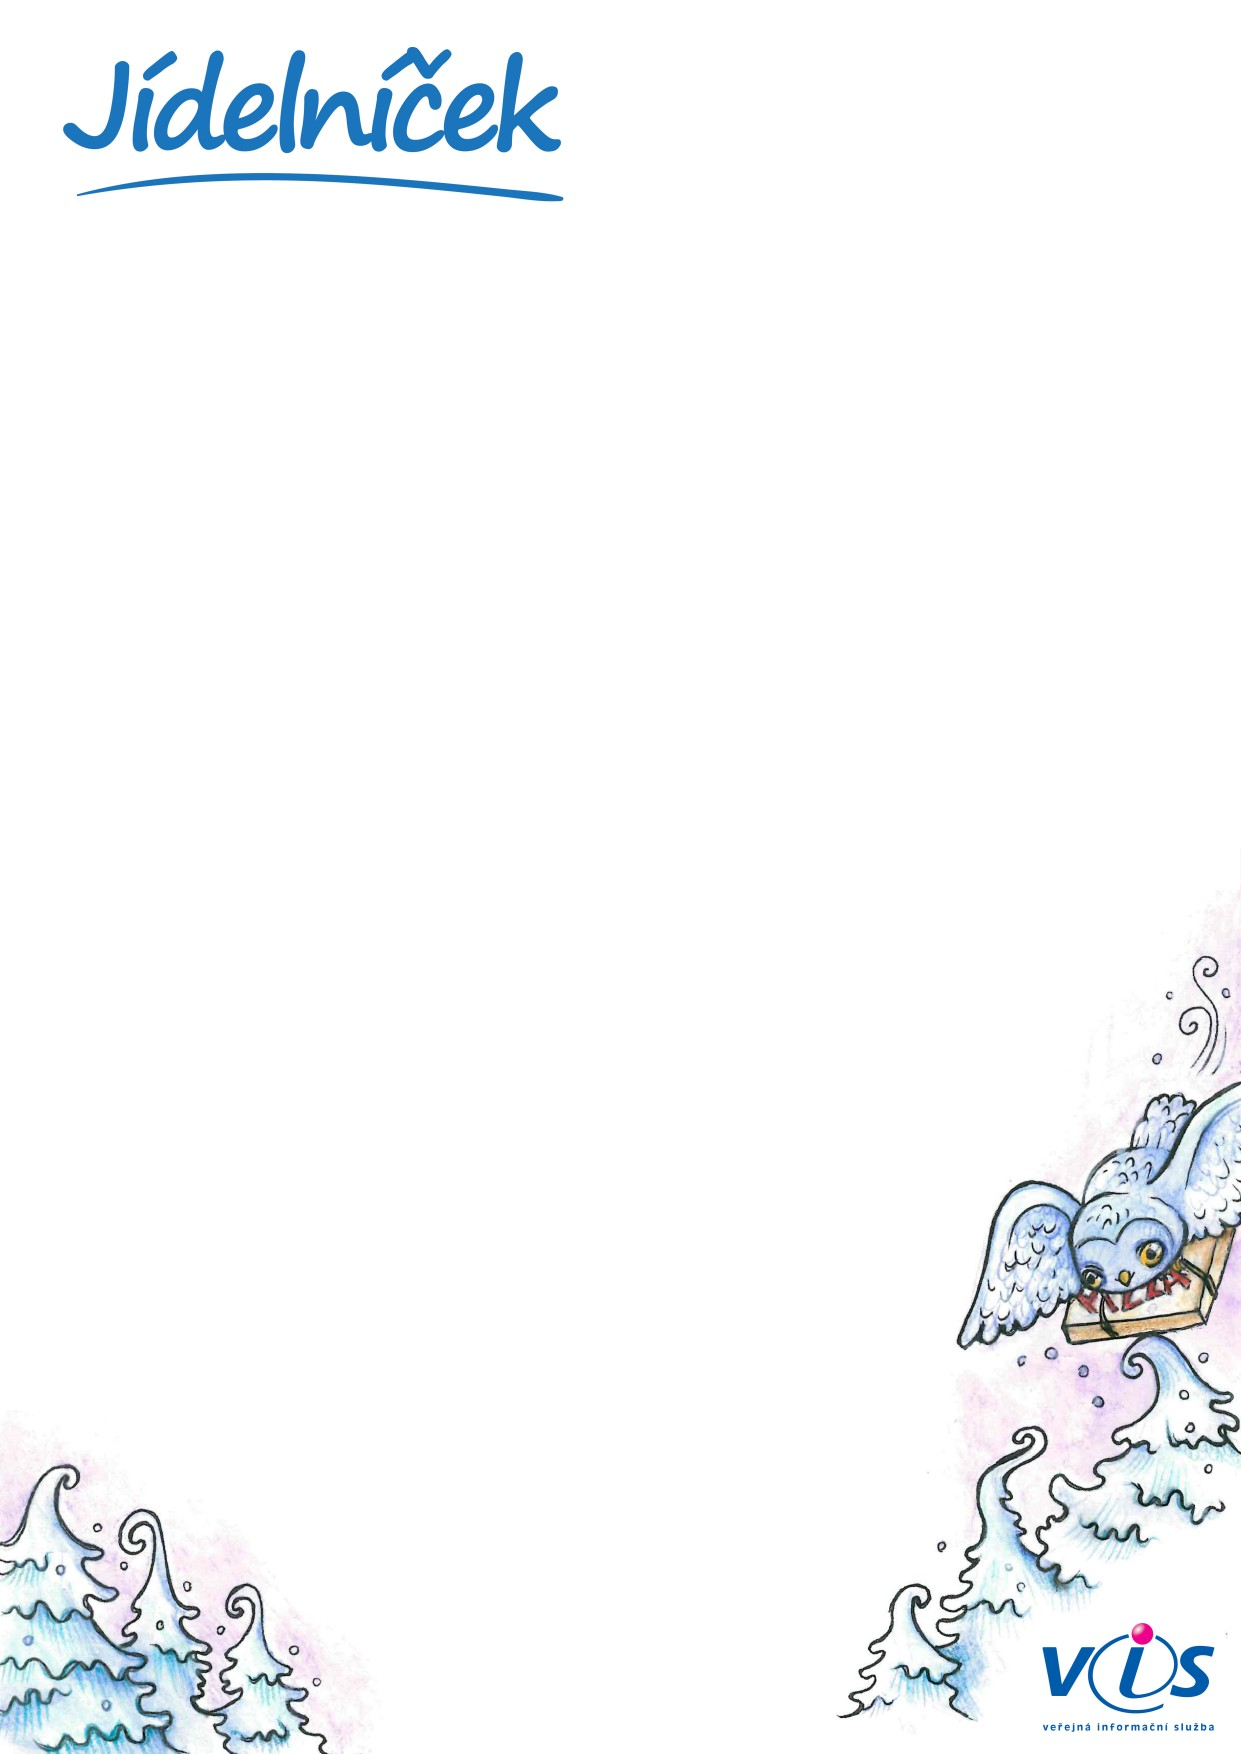 Jídelníček
PIZZA
vis
veřejná informační služba